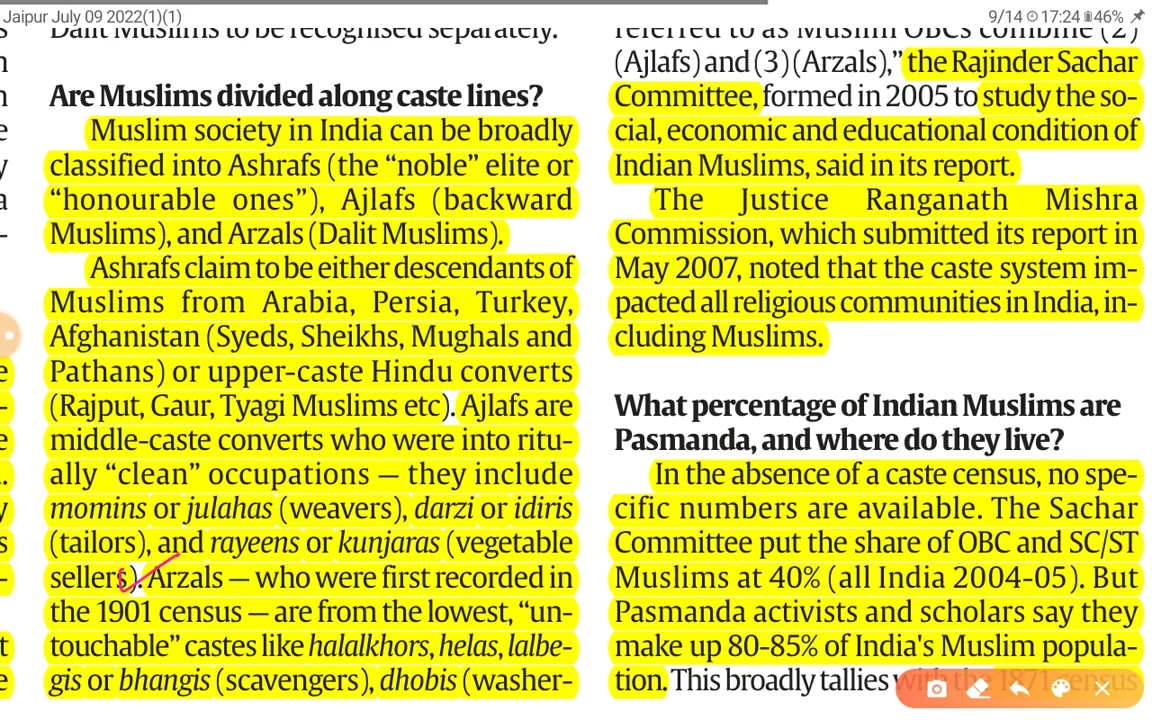 Jaipur July 09 2022(1)(1)
9/14 17:24 46%
Dalit Muslims to be recognised separately.
Are Muslims divided along caste lines?
Muslim society in India can be broadly
classified into Ashrafs (the “noble” elite or
“honourable ones”), Ajlafs (backward
Muslims), and Arzals (Dalit Muslims).
Ashrafs claim to be either descendants of
Muslims from Arabia, Persia, Turkey,
Afghanistan (Syeds, Sheikhs, Mughals and
Pathans) or upper-caste Hindu converts
(Rajput, Gaur, Tyagi Muslims etc). Ajlafs are
middle-caste converts who were into ritu-
ally “clean” occupations — they include
momins or julahas (weavers), darzi or idiris
(tailors), and rayeens or kunjaras (vegetable
sellers). Arzals — who were first recorded in
the 1901 census — are from the lowest, “un-
touchable” castes like halalkhors, helas, lalbe-
gis or bhangis (scavengers), dhobis (washer-
referred to as Muslim OBCs combine (2)
(Ajlafs) and (3) (Arzals),” the Rajinder Sachar
Committee, formed in 2005 to study the so-
cial, economic and educational condition of
Indian Muslims, said in its report.
The Justice Ranganath Mishra
Commission, which submitted its report in
May 2007, noted that the caste system im-
pacted all religious communities in India, in-
cluding Muslims.
What percentage of Indian Muslims are
Pasmanda, and where do they live?
In the absence of a caste census, no spe-
cific numbers are available. The Sachar
Committee put the share of OBC and SC/ST
Muslims at 40% (all India 2004-05). But
Pasmanda activists and scholars say they
make up 80-85% of India's Muslim popula-
tion. This broadly tallies with the 1871 census